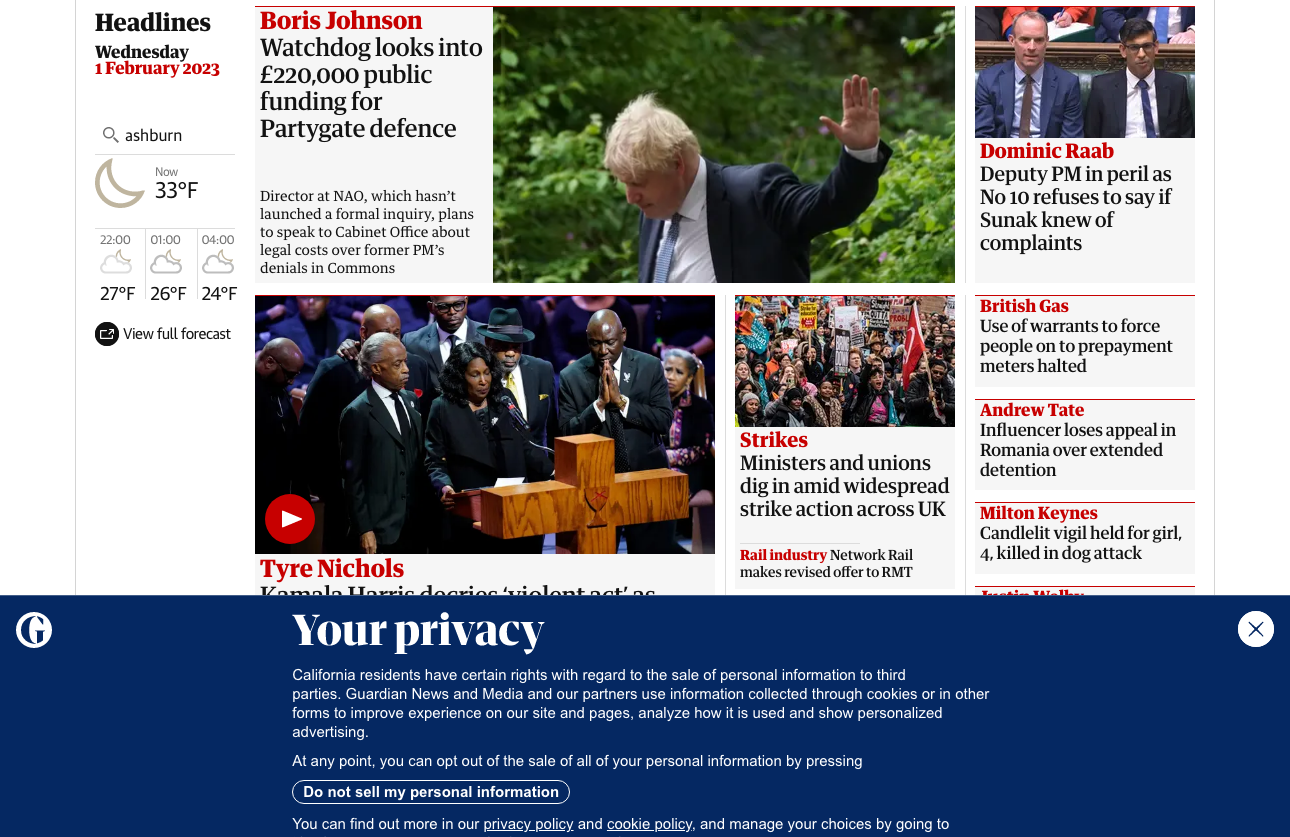 Headlines
Wednesday
1 February 2023
ashburn
Now
33°F
22:00
01:00
04:00
27°F
26°F
24°F
View full forecast
Boris Johnson
Watchdog looks into
£220,000 public
funding for
Partygate defence
Director at NAO, which hasn’t
launched a formal inquiry, plans
to speak to Cabinet Office about
legal costs over former PM’s
denials in Commons
Dominic Raab
Deputy PM in peril as
No 10 refuses to say if
Sunak knew of
complaints
Tyre Nichols
Kamala Harris decries ‘violent act’ as
Strikes
Ministers and unions
dig in amid widespread
strike action across UK
Rail industry Network Rail
makes revised offer to RMT
British Gas
Use of warrants to force
people on to prepayment
meters halted
Andrew Tate
Influencer loses appeal in
Romania over extended
detention
Milton Keynes
Candlelit vigil held for girl,
4, killed in dog attack
Justin Welby
Your privacy
California residents have certain rights with regard to the sale of personal information to third
parties. Guardian News and Media and our partners use information collected through cookies or in other
forms to improve experience on our site and pages, analyze how it is used and show personalized
advertising.
At any point, you can opt out of the sale of all of your personal information by pressing
Do not sell my personal information
You can find out more in our privacy policy and cookie policy, and manage your choices by going to